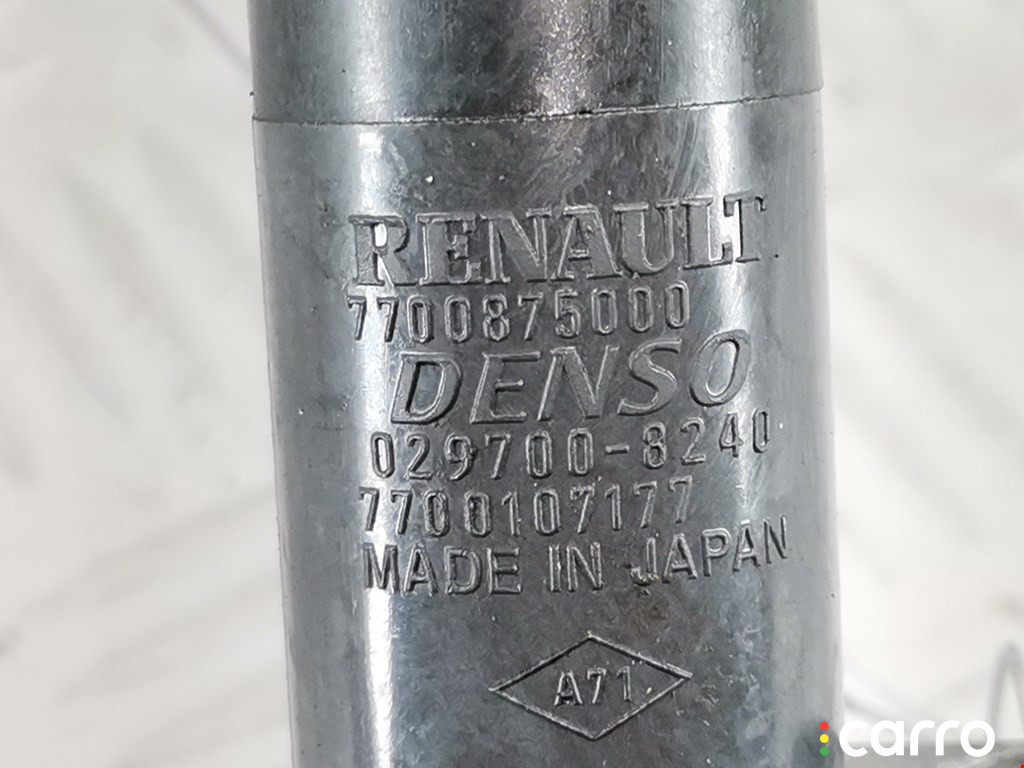 RENAULT
7700875000
DENSO
029700-8240
7700107177
MADE IN JAPAN
A71
carro